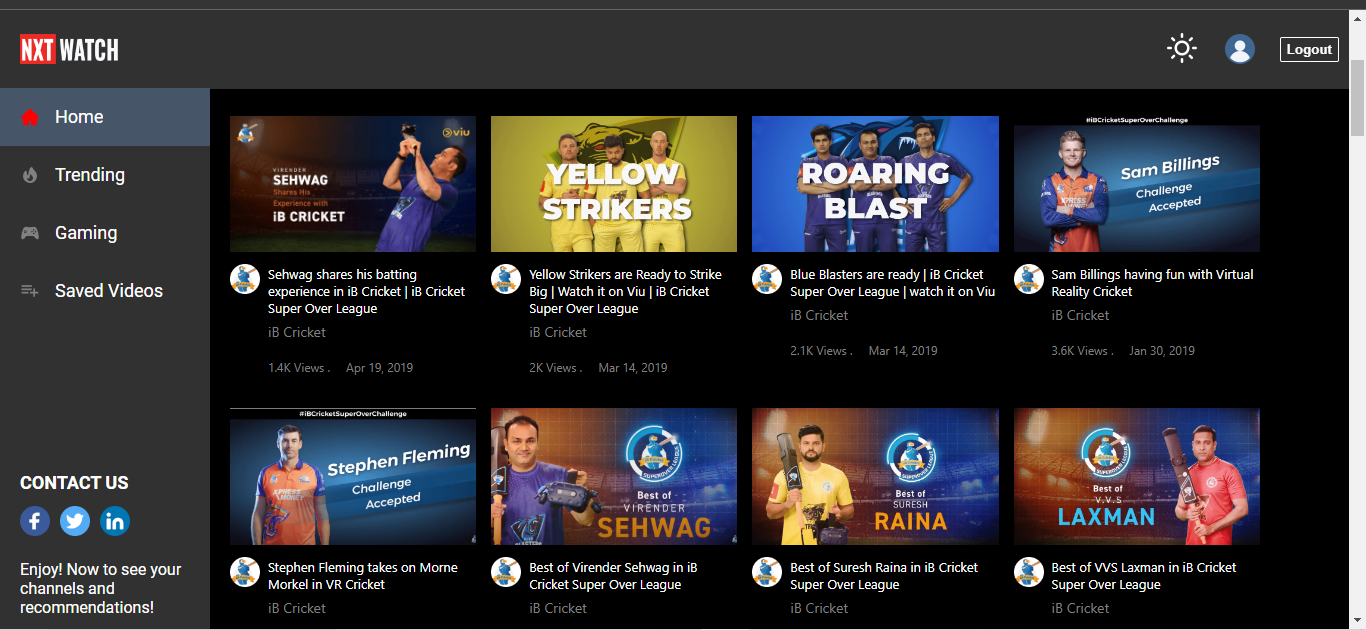 NXT WATCH
Logout
Home
Trending
Gaming
Saved Videos
CONTACT US
Enjoy! Now to see your
channels and
recommendations!
viu
VIRENDER
SEHWAG
Shares His
Experience with
iB CRICKET
Sehwag shares his batting
experience in iB Cricket | iB Cricket
Super Over League
iB Cricket
1.4K Views . Apr 19, 2019
YELLOW
STRIKERS
Yellow Strikers are Ready to Strike
Big | Watch it on Viu | iB Cricket
Super Over League
iB Cricket
2K Views . Mar 14, 2019
ROARING
BLAST
Blue Blasters are ready | iB Cricket
Super Over League | watch it on Viu
iB Cricket
2.1K Views . Mar 14, 2019
#iBCricketSuperOverChallenge
Sam Billings
Challenge
Accepted
Sam Billings having fun with Virtual
Reality Cricket
iB Cricket
3.6K Views . Jan 30, 2019
#iBCricketSuperOverChallenge
Stephen Fleming
Challenge
Accepted
Stephen Fleming takes on Morne
Morkel in VR Cricket
iB Cricket
Best of
VIRENDER
SEHWAG
Best of Virender Sehwag in iB
Cricket Super Over League
iB Cricket
Best of
SURESH
RAINA
Best of Suresh Raina in iB Cricket
Super Over League
iB Cricket
Best of
V.V.S
LAXMAN
Best of VVS Laxman in iB Cricket
Super Over League
iB Cricket